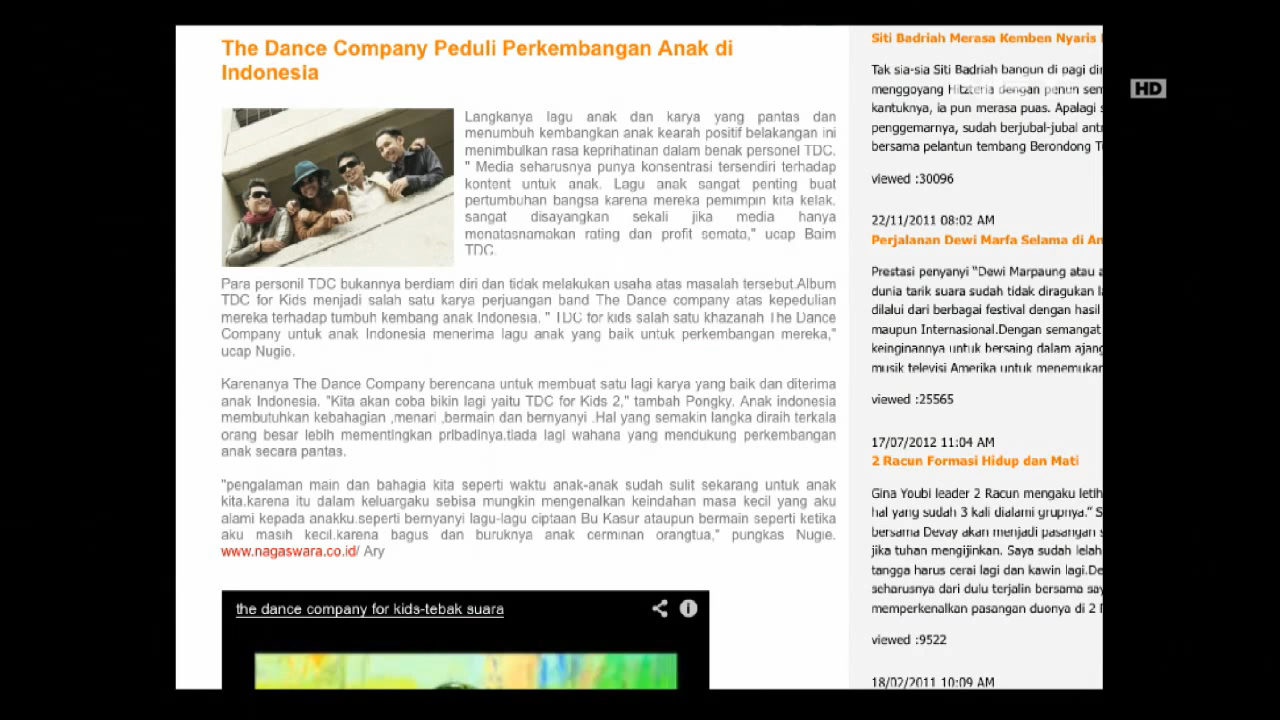 The Dance Company Peduli Perkembangan Anak di
Indonesia
Langkanya lagu anak dan karya yang pantas dan
menumbuh kembangkan anak kearah positif belakangan ini
menimbulkan rasa keprihatinan dalam benak personel TDC.
" Media seharusnya punya konsentrasi tersendiri terhadap
kontent untuk anak. Lagu anak sangat penting buat
pertumbuhan bangsa karena mereka pemimpin kita kelak.
sangat disayangkan sekali jika media hanya
menatasnamakan rating dan profit semata," ucap Baim
TDC.
Para personil TDC bukannya berdiam diri dan tidak melakukan usaha atas masalah tersebut.Album
TDC for Kids menjadi salah satu karya perjuangan band The Dance company atas kepedulian
mereka terhadap tumbuh kembang anak Indonesia. " TDC for kids salah satu khazanah The Dance
Company untuk anak Indonesia menerima lagu anak yang baik untuk perkembangan mereka,"
ucap Nugie.
Karenanya The Dance Company berencana untuk membuat satu lagi karya yang baik dan diterima
anak Indonesia. "Kita akan coba bikin lagi yaitu TDC for Kids 2," tambah Pongky. Anak indonesia
membutuhkan kebahagian ,menari ,bermain dan bernyanyi .Hal yang semakin langka diraih terkala
orang besar lebih mementingkan pribadinya.tiada lagi wahana yang mendukung perkembangan
anak secara pantas.
"pengalaman main dan bahagia kita seperti waktu anak-anak sudah sulit sekarang untuk anak
kita.karena itu dalam keluargaku sebisa mungkin mengenalkan keindahan masa kecil yang aku
alami kepada anakku.seperti bernyanyi lagu-lagu ciptaan Bu Kasur ataupun bermain seperti ketika
aku masih kecil.karena bagus dan buruknya anak cerminan orangtua," pungkas Nugie.
www.nagaswara.co.id/ Ary
the dance company for kids-tebak suara
Siti Badriah Merasa Kemben Nyaris
Tak sia-sia Siti Badriah bangun di pagi
menggoyang Hitzteria dengan penun
kantuknya, ia pun merasa puas. Apalagi
penggemarnya, sudah berjubal-jubal
bersama pelantun tembang Berondong
viewed :30096
22/11/2011 08:02 AM
Perjalanan Dewi Marfa Selama di
Prestasi penyanyi "Dewi Marpaung atau
dunia tarik suara sudah tidak diragukan
dilalui dari berbagai festival dengan hasil
maupun Internasional.Dengan semangat
keinginannya untuk bersaing dalam ajang
musik televisi Amerika untuk
viewed :25565
17/07/2012 11:04 AM
2 Racun Formasi Hidup dan Mati
Gina Youbi leader 2 Racun mengaku letih
hal yang sudah 3 kali dialami grupnya."
bersama Devay akan menjadi pasangan
jika tuhan mengijinkan. Saya sudah lelah
tangga harus cerai lagi dan kawin lagi.
seharusnya dari dulu terjalin bersama
memperkenalkan pasangan duonya di 2
viewed :9522
18/02/2011 10:09 AM
HD